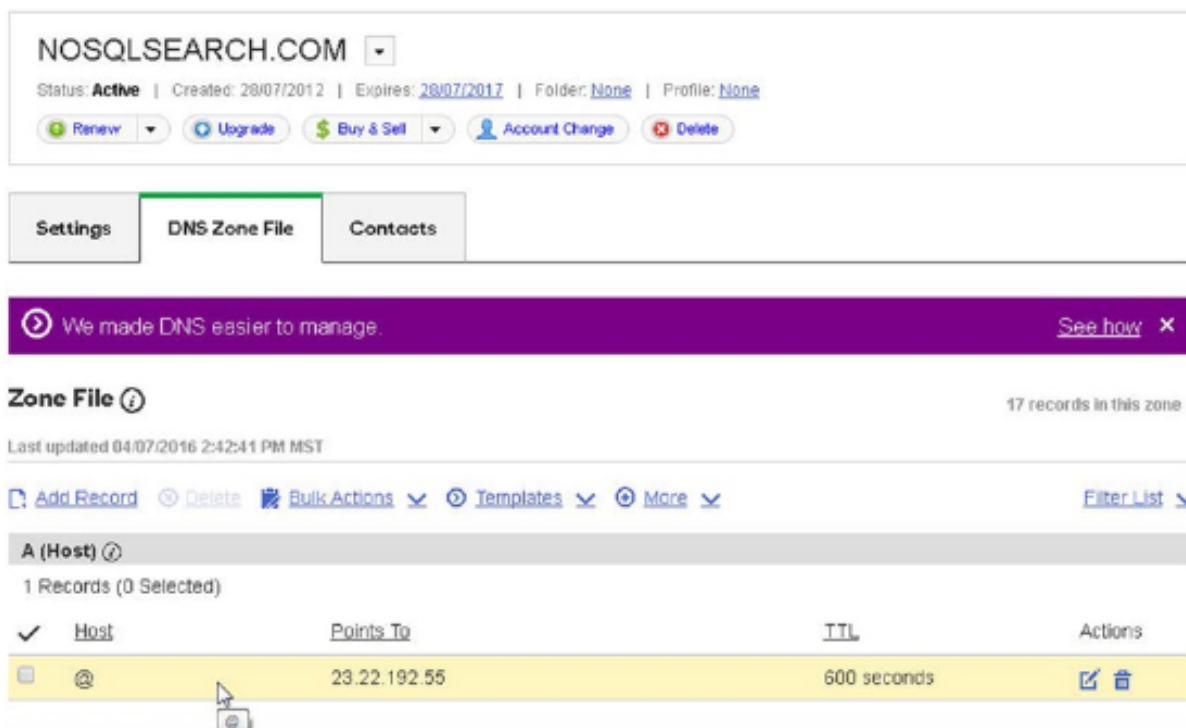 NOSQLSEARCH.COM
Status: Active | Created: 28/07/2012 | Expires: 28/07/2017 | Folder: None | Profile: None
Renew Upgrade Buy & Sell Account Change Delete
Settings DNS Zone File Contacts
We made DNS easier to manage. See how
Zone File
17 records in this zone
Last updated 04/07/2016 2:42:41 PM MST
Add Record Delete Bulk Actions Templates More Filter List
A (Host)
1 Records (0 Selected)
Host Points To TTL Actions
@ 23.22.192.55 600 seconds
@